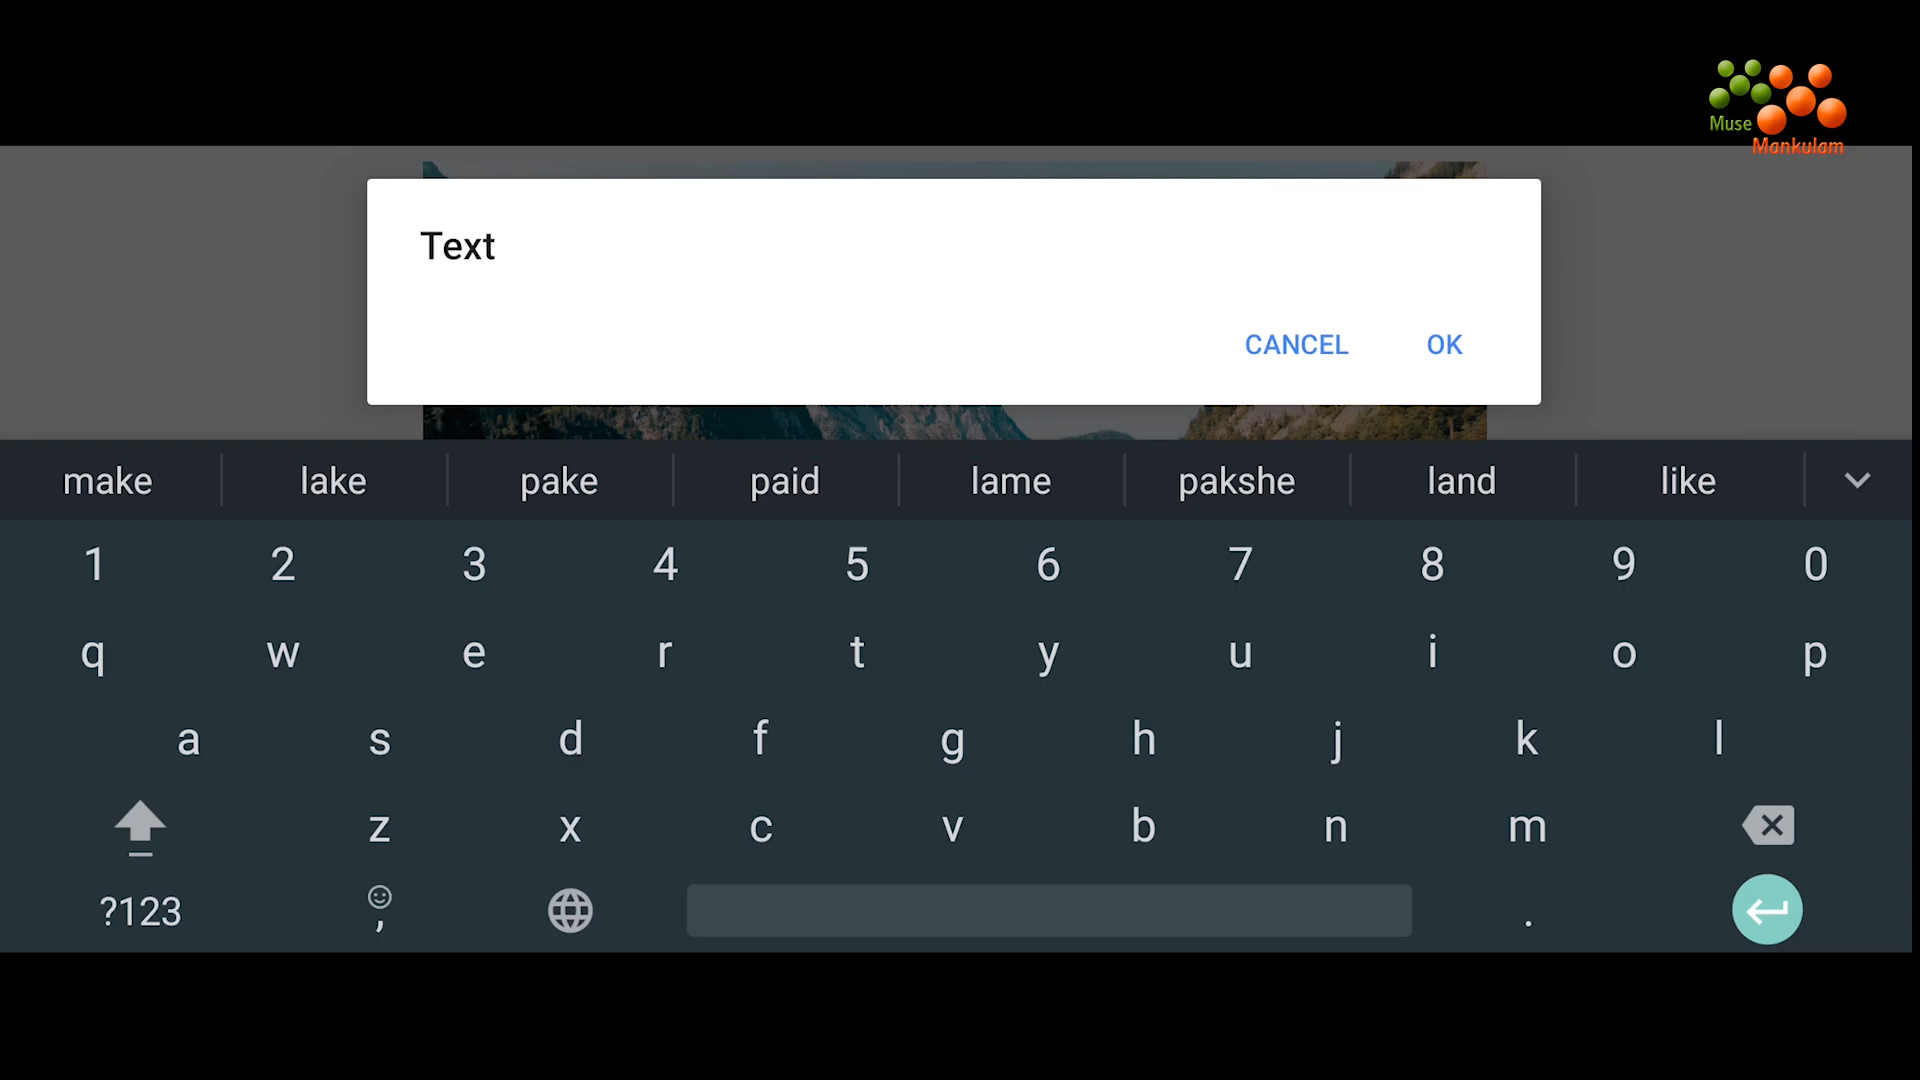 Muse
Mankulam
Text
CANCEL OK
make lake pake paid lame pakshe land like
1 2 3 4 5 6 7 8 9 0
q w e r t y u i o p
a s d f g h j k l
z x c v b n m
?123 , .